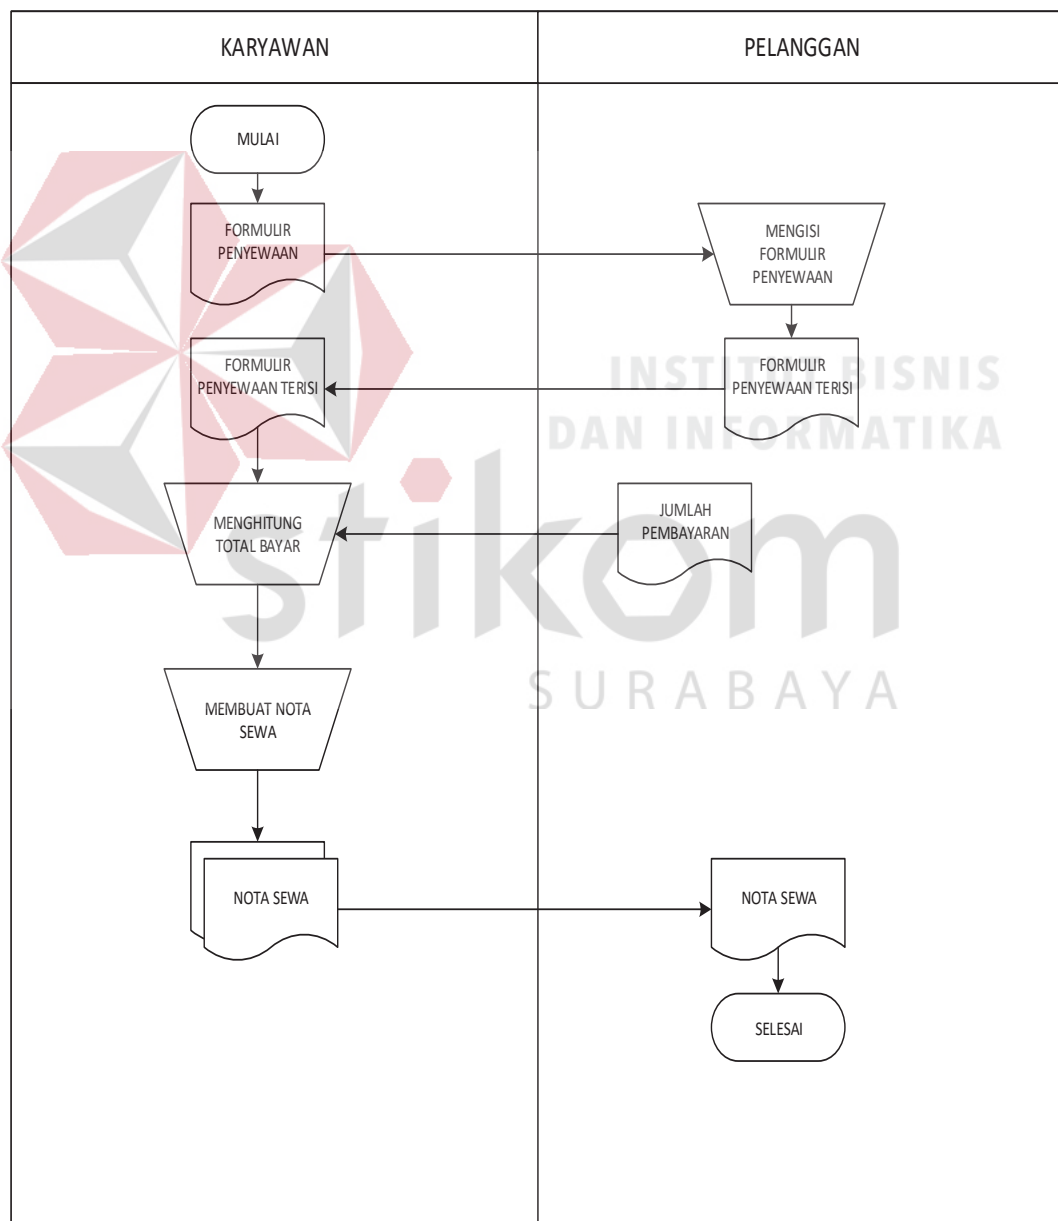 KARYAWAN
PELANGGAN
MULAI
FORMULIR
PENYEWAAN
MENGISI
FORMULIR
PENYEWAAN
FORMULIR
PENYEWAAN TERISI
FORMULIR
PENYEWAAN TERISI
INSTITUT BISNIS
DAN INFORMATIKA
MENGHITUNG
TOTAL BAYAR
JUMLAH
PEMBAYARAN
stikom
SURABAYA
MEMBUAT NOTA
SEWA
NOTA SEWA
NOTA SEWA
SELESAI